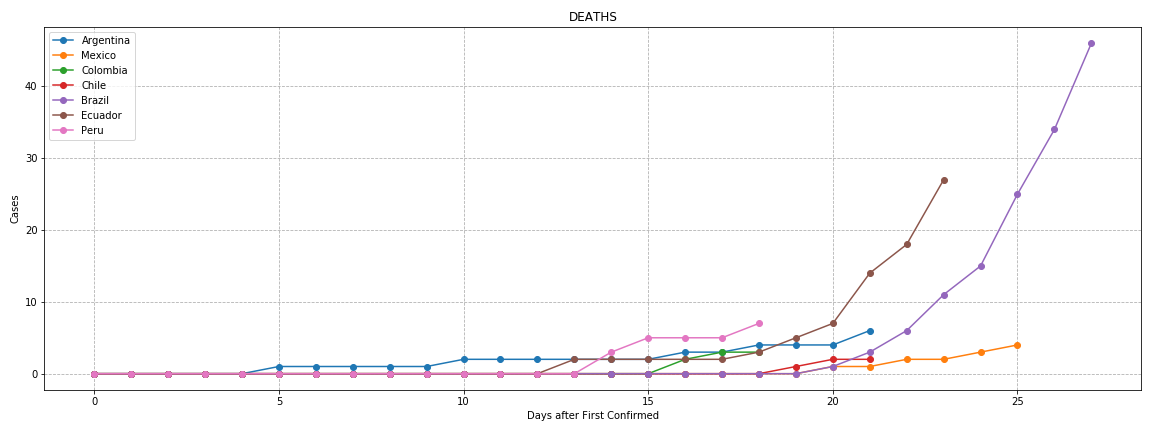 DEATHS
Argentina
Mexico
Colombia
Chile
Brazil
Ecuador
Peru
Cases
40
30
20
10
0
0 5 10 15 20 25
Days after First Confirmed